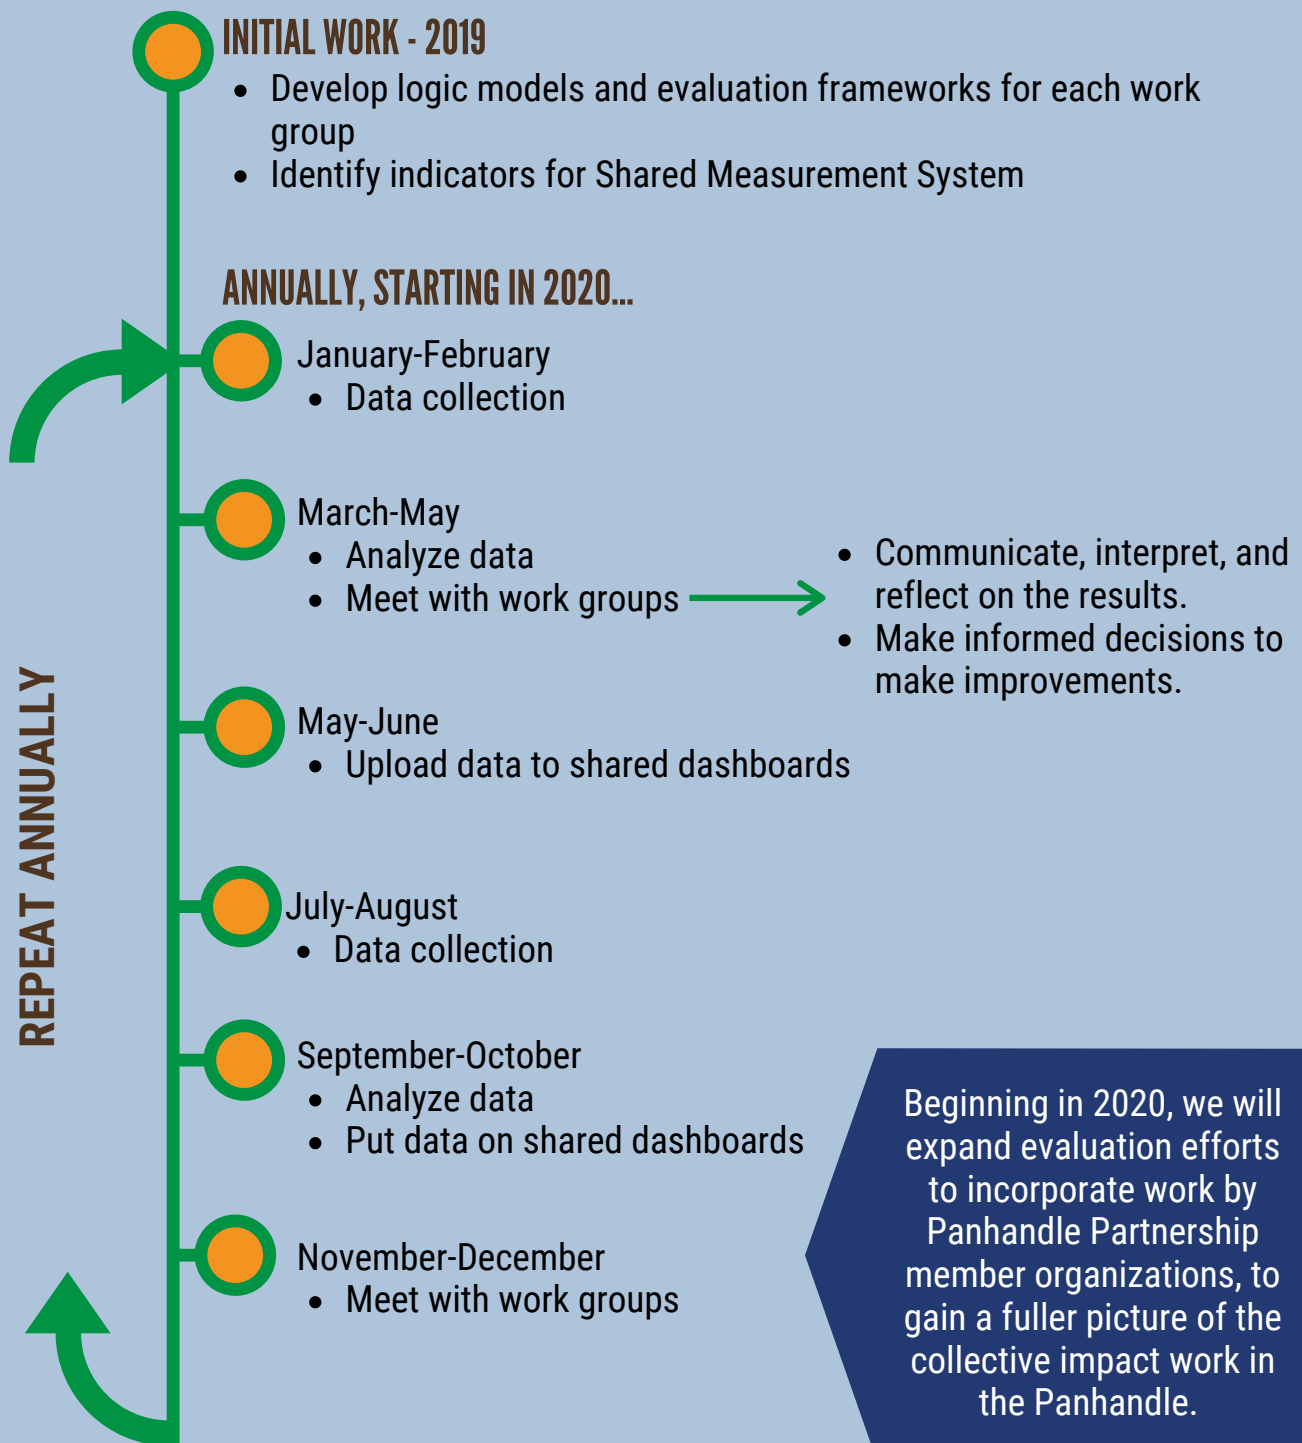 INITIAL WORK - 2019
• Develop logic models and evaluation frameworks for each work
group
• Identify indicators for Shared Measurement System
ANNUALLY, STARTING IN 2020...
January-February
• Data collection
March-May
• Analyze data
• Meet with work groups
• Communicate, interpret, and
reflect on the results.
• Make informed decisions to
make improvements.
May-June
• Upload data to shared dashboards
July-August
• Data collection
September-October
• Analyze data
• Put data on shared dashboards
November-December
• Meet with work groups
REPEAT ANNUALLY
Beginning in 2020, we will
expand evaluation efforts
to incorporate work by
Panhandle Partnership
member organizations, to
gain a fuller picture of the
collective impact work in
the Panhandle.